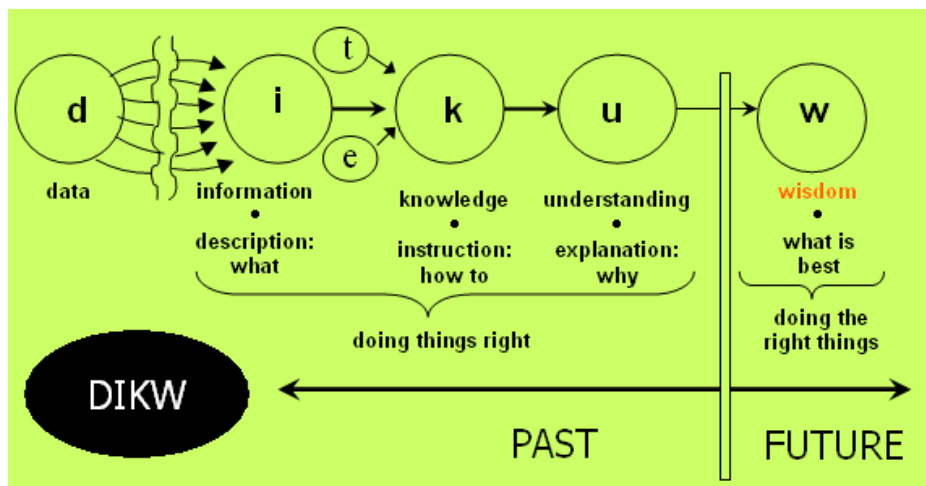 t
d
i
k
u
w
e
data
information
knowledge
understanding
wisdom
description:
what
instruction:
how to
explanation:
why
what is
best
doing things right
doing the
right things
DIKW
PAST
FUTURE